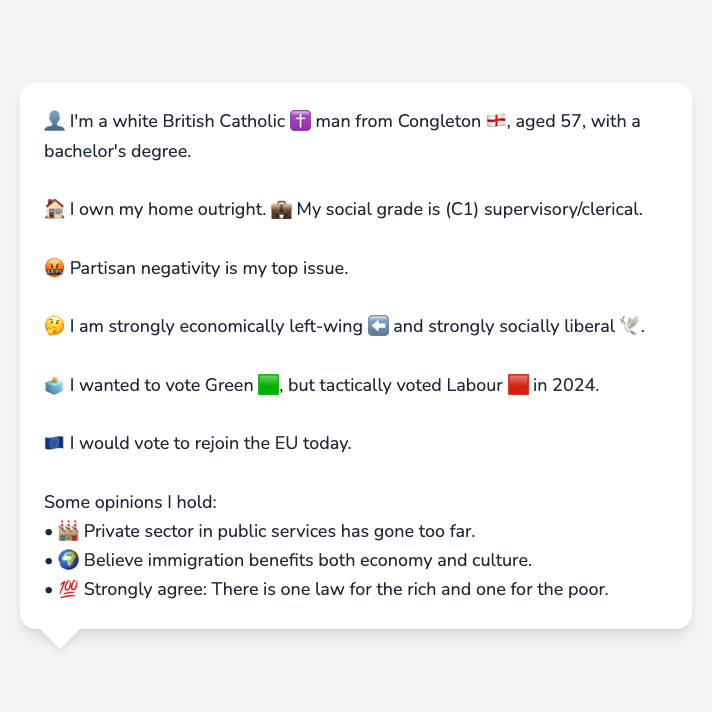 👤 I'm a white British Catholic ✝️ man from Congleton 🏴󠁧󠁢󠁥󠁮󠁧󠁿, aged 57, with a
bachelor's degree.
🏠 I own my home outright. 💼 My social grade is (C1) supervisory/clerical.
🤬 Partisan negativity is my top issue.
🤔 I am strongly economically left-wing ⬅️ and strongly socially liberal 🕊️.
🗳️ I wanted to vote Green 🟩, but tactically voted Labour 🟥 in 2024.
🇪🇺 I would vote to rejoin the EU today.
Some opinions I hold:
• 🏭 Private sector in public services has gone too far.
• 🌍 Believe immigration benefits both economy and culture.
• 💯 Strongly agree: There is one law for the rich and one for the poor.